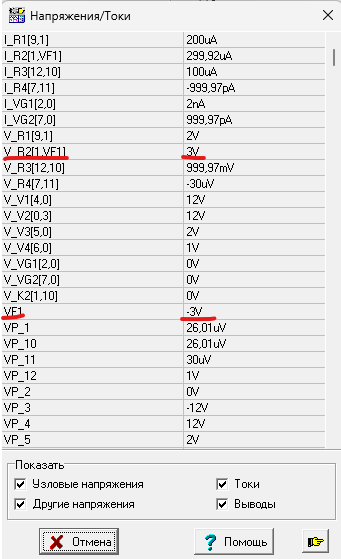 Напряжения/Токи
I_R1[9,1] 200uA
I_R2[1,VF1] 299,92uA
I_R3[12,10] 100uA
I_R4[7,11] -999,97pA
I_VG1[2,0] 2nA
I_VG2[7,0] 999,97pA
V_R1[9,1] 2V
V_R2[1,VF1] 3V
V_R3[12,10] 999,97mV
V_R4[7,11] -30uV
V_V1[4,0] 12V
V_V2[0,3] 12V
V_V3[5,0] 2V
V_V4[6,0] 1V
V_VG1[2,0] 0V
V_VG2[7,0] 0V
V_K2[1,10] 0V
VF1 -3V
VP_1 26,01uV
VP_10 26,01uV
VP_11 30uV
VP_12 1V
VP_2 0V
VP_3 -12V
VP_4 12V
VP_5 2V
Показать
Узловые напряжения Токи
Другие напряжения Выводы
Отмена ? Помощь